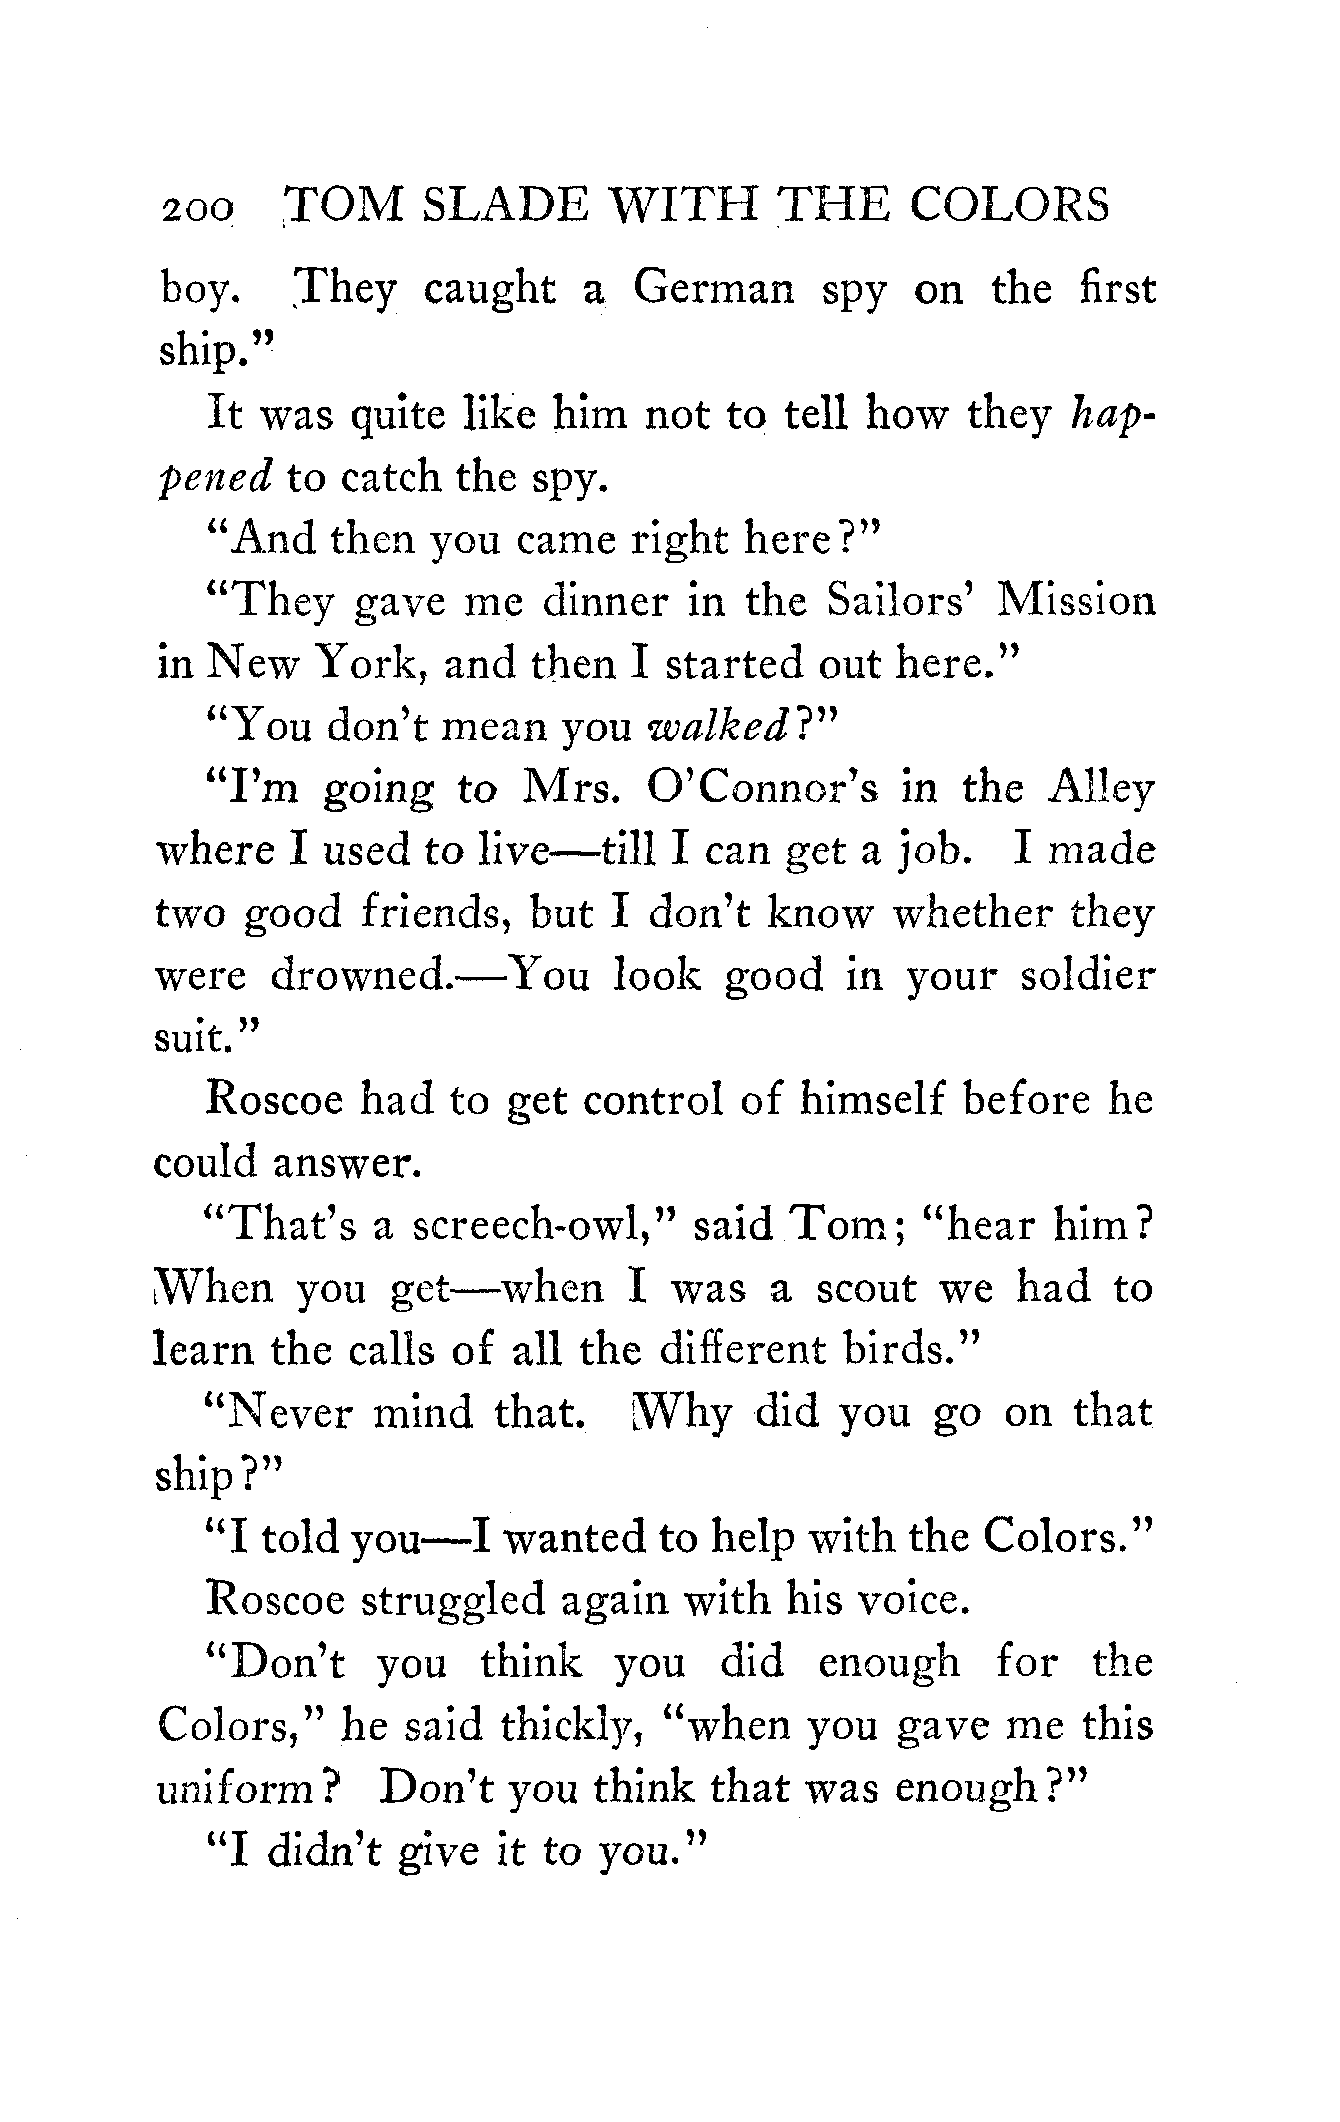 200 TOM SLADE WITH THE COLORS
boy. They caught a German spy on the first
ship."
It was quite like him not to tell how they hap-
pened to catch the spy.
"And then you came right here?"
"They gave me dinner in the Sailors' Mission
in New York, and then I started out here."
"You don't mean you walked?"
"I'm going to Mrs. O'Connor's in the Alley
where I used to live—till I can get a job. I made
two good friends, but I don't know whether they
were drowned.—You look good in your soldier
suit."
Roscoe had to get control of himself before he
could answer.
"That's a screech-owl," said Tom; "hear him?
When you get—when I was a scout we had to
learn the calls of all the different birds."
"Never mind that. Why did you go on that
ship?"
"I told you—I wanted to help with the Colors."
Roscoe struggled again with his voice.
"Don't you think you did enough for the
Colors," he said thickly, "when you gave me this
uniform? Don't you think that was enough?"
"I didn't give it to you."